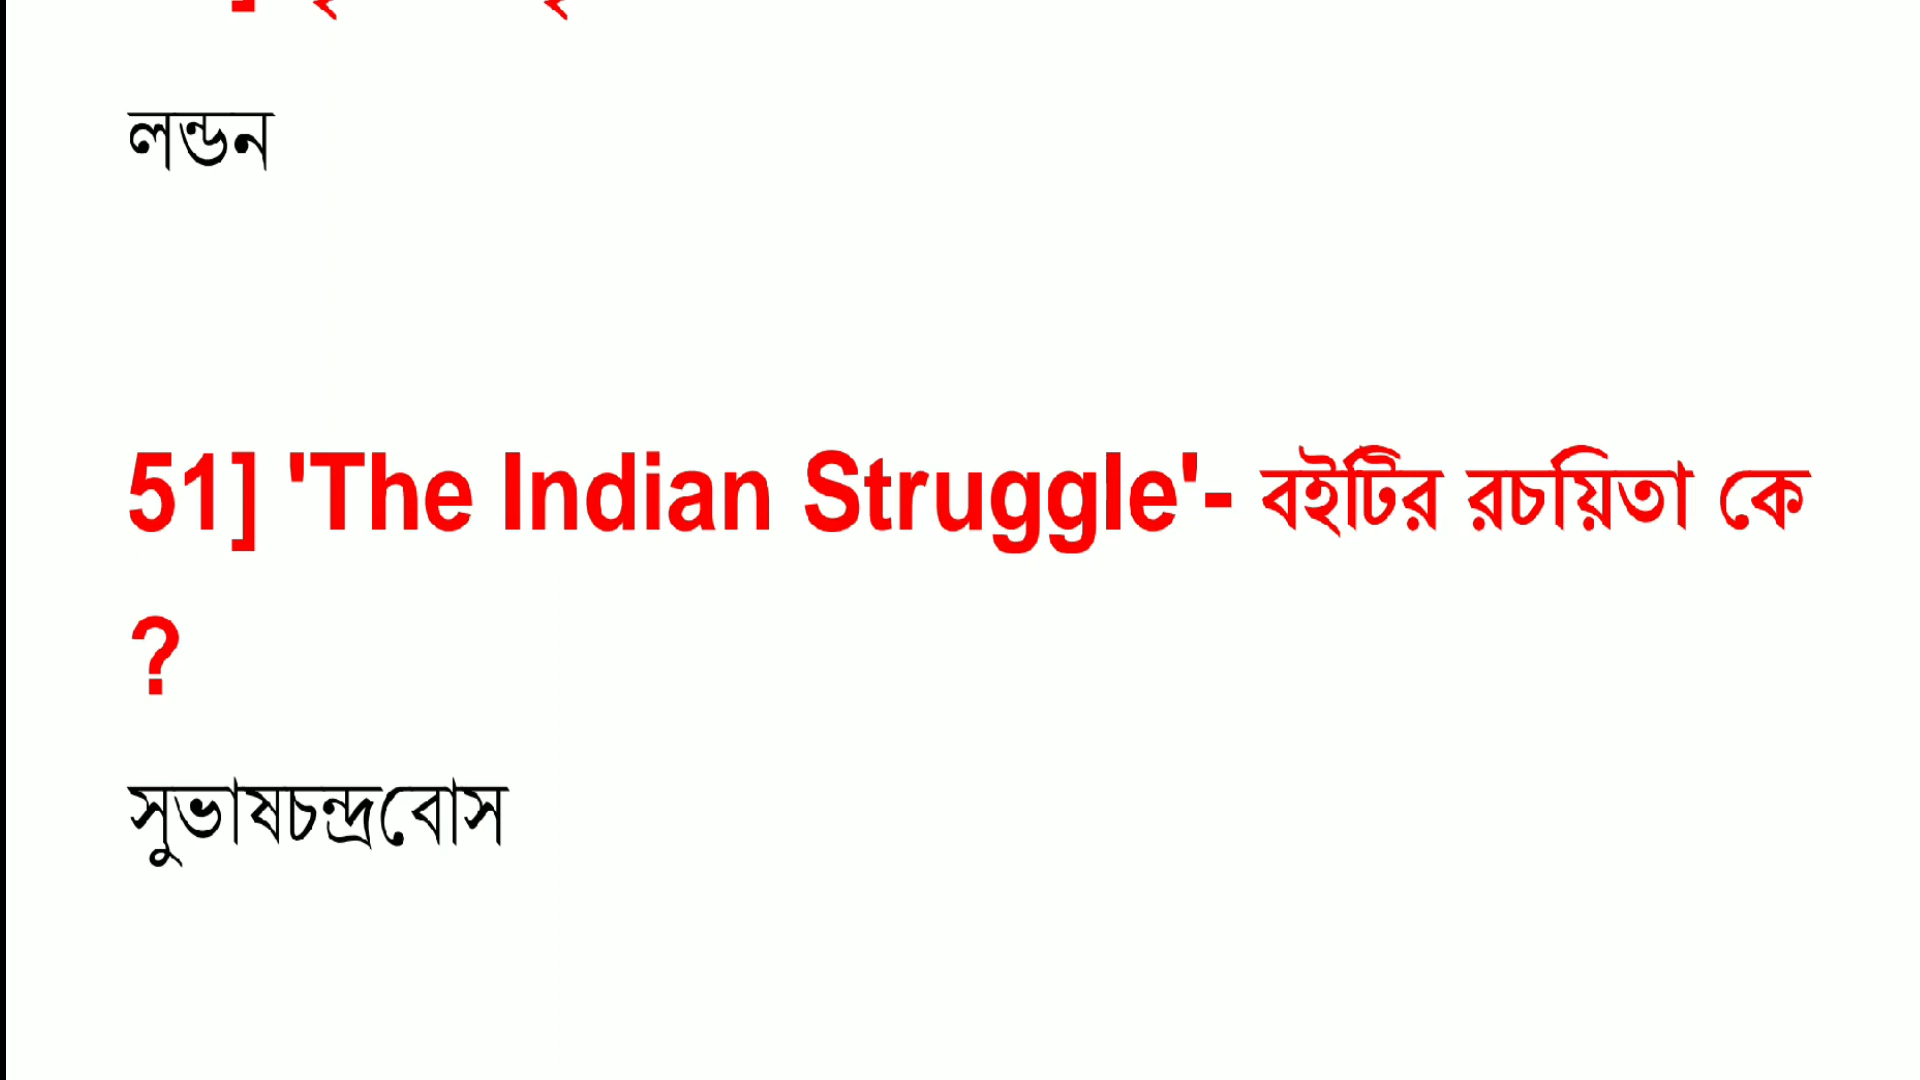 লন্ডন
51] 'The Indian Struggle'- বইটির রচয়িতা কে
?
সুভাষচন্দ্রবোস